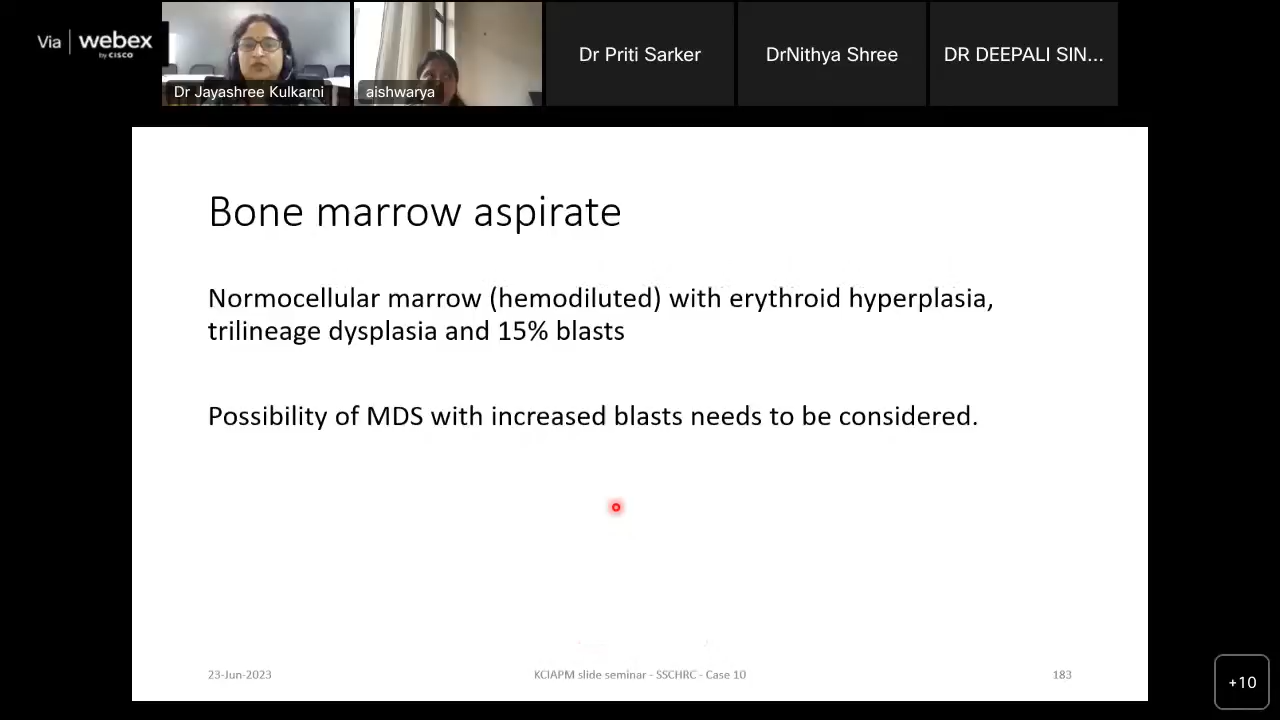 Via | webex
by CISCO
Dr Jayashree Kulkarni
aishwarya
Dr Priti Sarker
DrNithya Shree
DR DEEPALI SIN...
Bone marrow aspirate
Normocellular marrow (hemodiluted) with erythroid hyperplasia,
trilineage dysplasia and 15% blasts
Possibility of MDS with increased blasts needs to be considered.
23-Jun-2023
KCIAPM slide seminar - SSCHRC - Case 10
183
+10